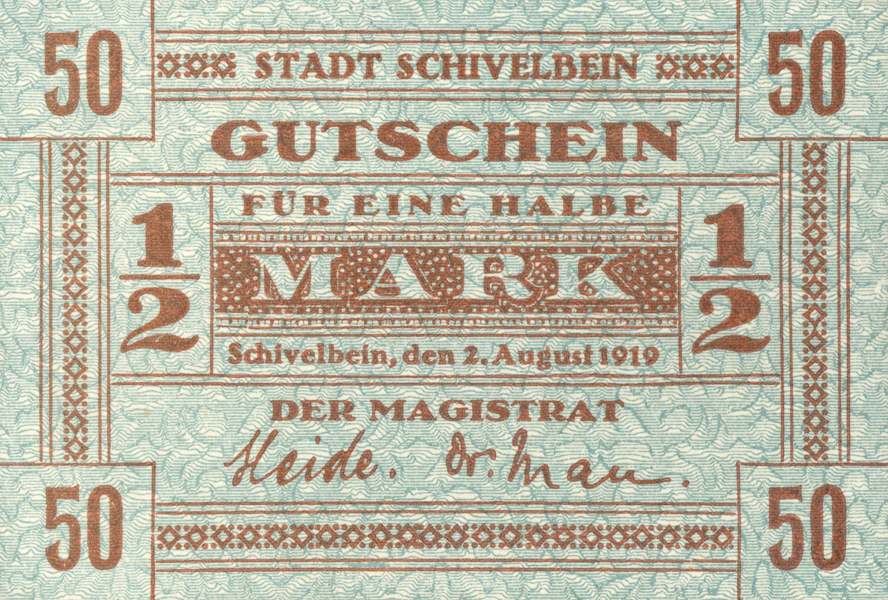 50 STADT SCHIVELBEIN 50
GUTSCHEIN
FÜR EINE HALBE
1/2 MARK 1/2
Schivelbein, den 2. August 1919
DER MAGISTRAT
Heide. Dr. Mau.
50 50